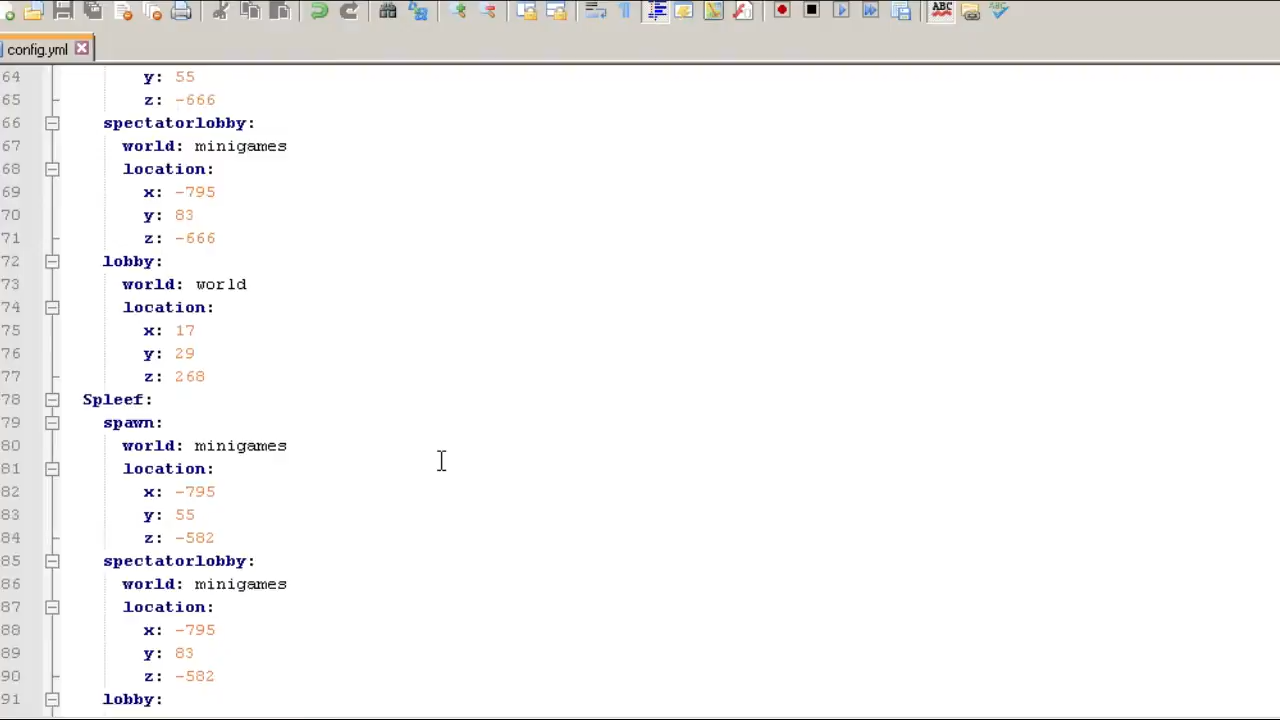 config.yml
64 y: 55
65 z: -666
66 spectatorlobby:
67 world: minigames
68 location:
69 x: -795
70 y: 83
71 z: -666
72 lobby:
73 world: world
74 location:
75 x: 17
76 y: 29
77 z: 268
78 Spleef:
79 spawn:
80 world: minigames
81 location:
82 x: -795
83 y: 55
84 z: -582
85 spectatorlobby:
86 world: minigames
87 location:
88 x: -795
89 y: 83
90 z: -582
91 lobby: